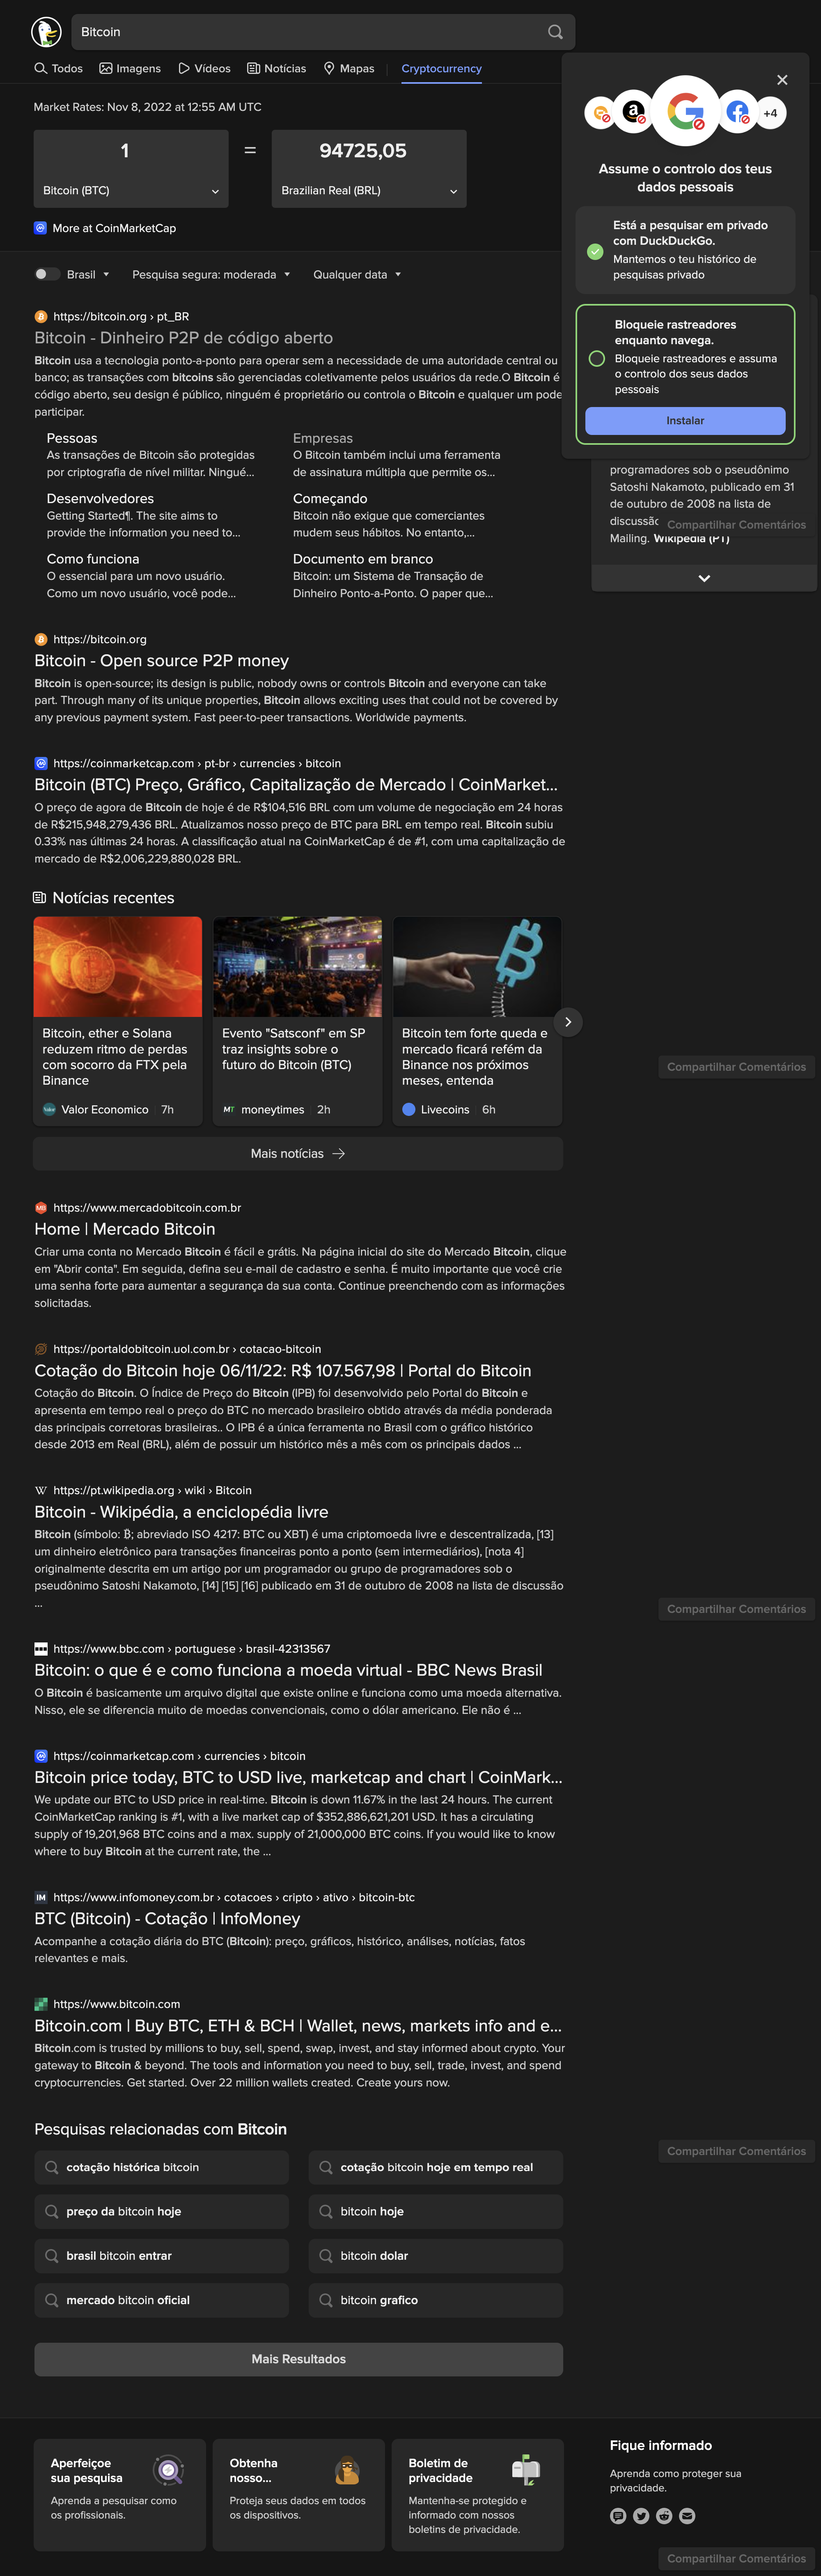 Bitcoin
Todos
Imagens
Vídeos
Notícias
Mapas
Cryptocurrency
Market Rates: Nov 8, 2022 at 12:55 AM UTC
1
=
94725,05
Bitcoin (BTC)
Brazilian Real (BRL)
More at CoinMarketCap
+4
Assume o controlo dos teus
dados pessoais
Está a pesquisar em privado
com DuckDuckGo.
Mantemos o teu histórico de
pesquisas privado
Bloqueie rastreadores
enquanto navega.
Bloqueie rastreadores e assuma
o controlo dos seus dados
pessoais
Instalar
programadores sob o pseudônimo
Satoshi Nakamoto, publicado em 31
de outubro de 2008 na lista de
discussão
Compartilhar Comentários
Mailing. Wikipedia (PT)
Brasil
Pesquisa segura: moderada
Qualquer data
https://bitcoin.org › pt_BR
Bitcoin - Dinheiro P2P de código aberto
Bitcoin usa a tecnologia ponto-a-ponto para operar sem a necessidade de uma autoridade central ou
banco; as transações com bitcoins são gerenciadas coletivamente pelos usuários da rede.O Bitcoin é
código aberto, seu design é público, ninguém é proprietário ou controla o Bitcoin e qualquer um pode
participar.
Pessoas
As transações de Bitcoin são protegidas
por criptografia de nível militar. Ningué...
Empresas
O Bitcoin também inclui uma ferramenta
de assinatura múltipla que permite os...
Desenvolvedores
Getting Started¶. The site aims to
provide the information you need to...
Começando
Bitcoin não exigue que comerciantes
mudem seus hábitos. No entanto,...
Como funciona
O essencial para um novo usuário.
Como um novo usuário, você pode...
Documento em branco
Bitcoin: um Sistema de Transação de
Dinheiro Ponto-a-Ponto. O paper que...
https://bitcoin.org
Bitcoin - Open source P2P money
Bitcoin is open-source; its design is public, nobody owns or controls Bitcoin and everyone can take
part. Through many of its unique properties, Bitcoin allows exciting uses that could not be covered by
any previous payment system. Fast peer-to-peer transactions. Worldwide payments.
https://coinmarketcap.com › pt-br › currencies › bitcoin
Bitcoin (BTC) Preço, Gráfico, Capitalização de Mercado | CoinMarket...
O preço de agora de Bitcoin de hoje é de R$104,516 BRL com um volume de negociação em 24 horas
de R$215,948,279,436 BRL. Atualizamos nosso preço de BTC para BRL em tempo real. Bitcoin subiu
0.33% nas últimas 24 horas. A classificação atual na CoinMarketCap é de #1, com uma capitalização de
mercado de R$2,006,229,880,028 BRL.
Notícias recentes
Bitcoin, ether e Solana
reduzem ritmo de perdas
com socorro da FTX pela
Binance
Valor Economico 7h
Evento "Satsconf" em SP
traz insights sobre o
futuro do Bitcoin (BTC)
MT moneytimes 2h
Bitcoin tem forte queda e
mercado ficará refém da
Binance nos próximos
meses, entenda
Livecoins 6h
Compartilhar Comentários
Mais notícias
https://www.mercadobitcoin.com.br
Home | Mercado Bitcoin
Criar uma conta no Mercado Bitcoin é fácil e grátis. Na página inicial do site do Mercado Bitcoin, clique
em "Abrir conta". Em seguida, defina seu e-mail de cadastro e senha. É muito importante que você crie
uma senha forte para aumentar a segurança da sua conta. Continue preenchendo com as informações
solicitadas.
https://portaldobitcoin.uol.com.br › cotacao-bitcoin
Cotação do Bitcoin hoje 06/11/22: R$ 107.567,98 | Portal do Bitcoin
Cotação do Bitcoin. O Índice de Preço do Bitcoin (IPB) foi desenvolvido pelo Portal do Bitcoin e
apresenta em tempo real o preço do BTC no mercado brasileiro obtido através da média ponderada
das principais corretoras brasileiras.. O IPB é a única ferramenta no Brasil com o gráfico histórico
desde 2013 em Real (BRL), além de possuir um histórico mês a mês com os principais dados ...
https://pt.wikipedia.org › wiki › Bitcoin
Bitcoin - Wikipédia, a enciclopédia livre
Bitcoin (símbolo: ₿; abreviado ISO 4217: BTC ou XBT) é uma criptomoeda livre e descentralizada, [13]
um dinheiro eletrônico para transações financeiras ponto a ponto (sem intermediários), [nota 4]
originalmente descrita em um artigo por um programador ou grupo de programadores sob o
pseudônimo Satoshi Nakamoto, [14] [15] [16] publicado em 31 de outubro de 2008 na lista de discussão
...
Compartilhar Comentários
https://www.bbc.com › portuguese › brasil-42313567
Bitcoin: o que é e como funciona a moeda virtual - BBC News Brasil
O Bitcoin é basicamente um arquivo digital que existe online e funciona como uma moeda alternativa.
Nisso, ele se diferencia muito de moedas convencionais, como o dólar americano. Ele não é ...
https://coinmarketcap.com › currencies › bitcoin
Bitcoin price today, BTC to USD live, marketcap and chart | CoinMark...
We update our BTC to USD price in real-time. Bitcoin is down 11.67% in the last 24 hours. The current
CoinMarketCap ranking is #1, with a live market cap of $352,886,621,201 USD. It has a circulating
supply of 19,201,968 BTC coins and a max. supply of 21,000,000 BTC coins. If you would like to know
where to buy Bitcoin at the current rate, the ...
IM https://www.infomoney.com.br › cotacoes › cripto › ativo › bitcoin-btc
BTC (Bitcoin) - Cotação | InfoMoney
Acompanhe a cotação diária do BTC (Bitcoin): preço, gráficos, histórico, análises, notícias, fatos
relevantes e mais.
https://www.bitcoin.com
Bitcoin.com | Buy BTC, ETH & BCH | Wallet, news, markets info and e...
Bitcoin.com is trusted by millions to buy, sell, spend, swap, invest, and stay informed about crypto. Your
gateway to Bitcoin & beyond. The tools and information you need to buy, sell, trade, invest, and spend
cryptocurrencies. Get started. Over 22 million wallets created. Create yours now.
Pesquisas relacionadas com Bitcoin
Compartilhar Comentários
cotação histórica bitcoin
cotação bitcoin hoje em tempo real
preço da bitcoin hoje
bitcoin hoje
brasil bitcoin entrar
bitcoin dolar
mercado bitcoin oficial
bitcoin grafico
Mais Resultados
Aperfeiçoe
sua pesquisa
Aprenda a pesquisar como
os profissionais.
Obtenha
nosso...
Proteja seus dados em todos
os dispositivos.
Boletim de
privacidade
Mantenha-se protegido e
informado com nossos
boletins de privacidade.
Fique informado
Aprenda como proteger sua
privacidade.
Compartilhar Comentários